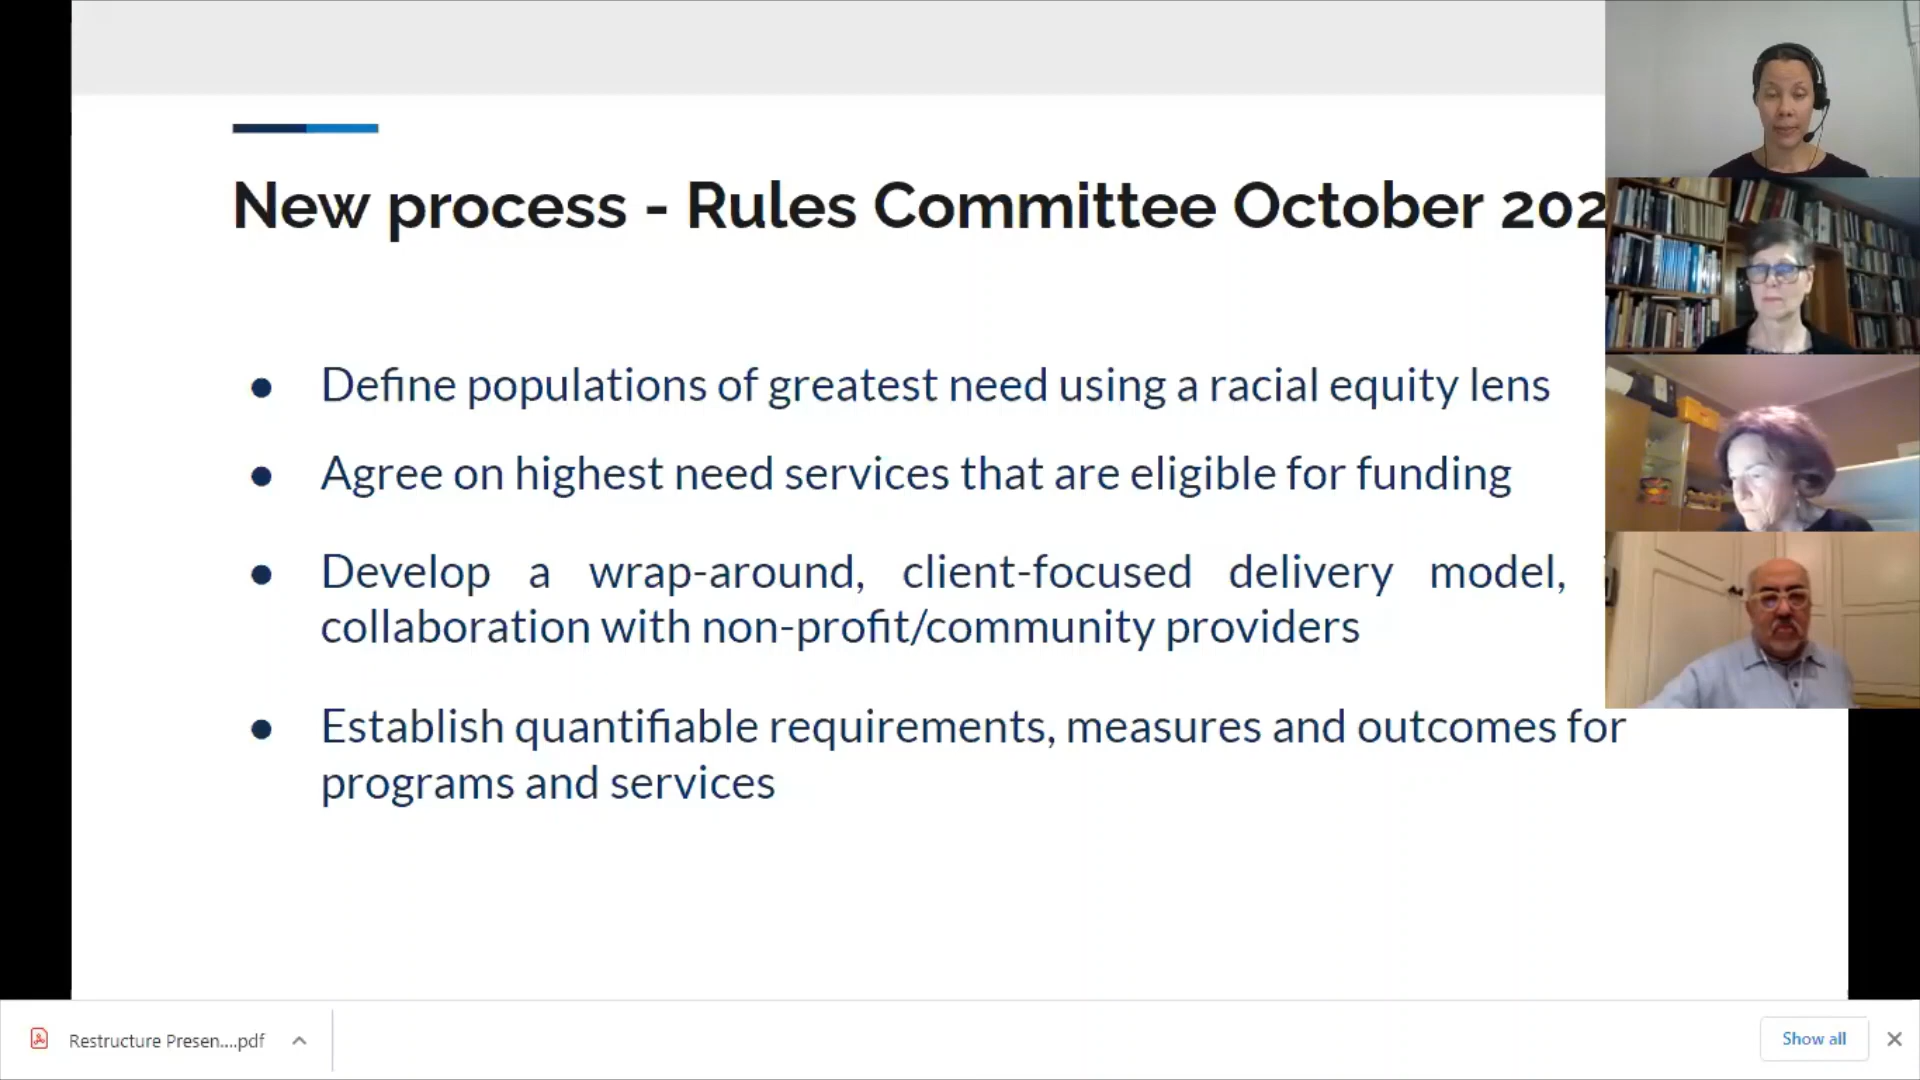 New process - Rules Committee October 202
● Define populations of greatest need using a racial equity lens
● Agree on highest need services that are eligible for funding
● Develop a wrap-around, client-focused delivery model,
collaboration with non-profit/community providers
● Establish quantifiable requirements, measures and outcomes for
programs and services
Restructure Presen....pdf
Show all